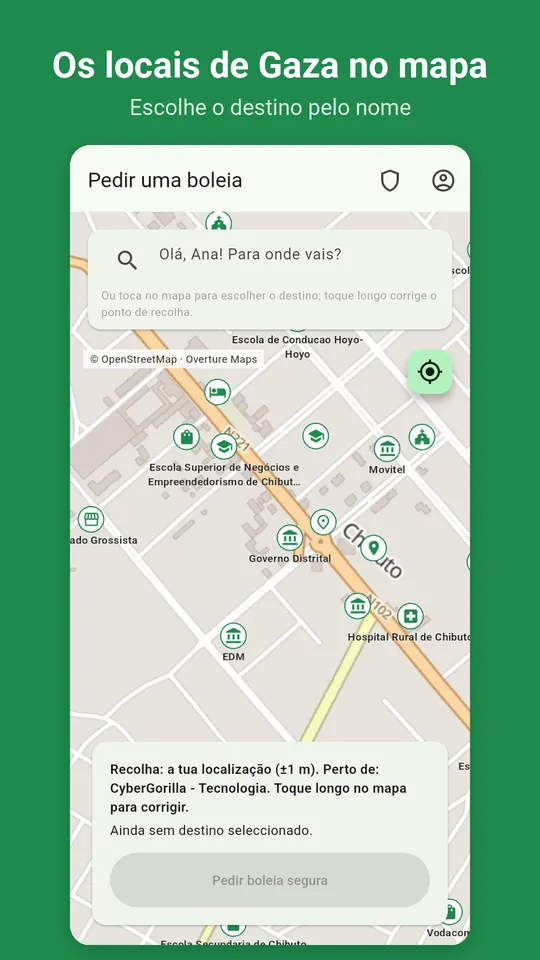 Os locais de Gaza no mapa
Escolhe o destino pelo nome
Pedir uma boleia
Olá, Ana! Para onde vais?
Ou toca no mapa para escolher o destino; toque longo corrige o
ponto de recolha.
Escola de Conducao Hoyo-
Hoyo
© OpenStreetMap · Overture Maps
N221
Escola Superior de Negócios e
Empreendedorismo de Chibut...
Movitel
ado Grossista
Chibuto
Governo Distrital
N102
Hospital Rural de Chibuto
EDM
Es
Recolha: a tua localização (±1 m). Perto de:
CyberGorilla - Tecnologia. Toque longo no mapa
para corrigir.
Ainda sem destino seleccionado.
Pedir boleia segura
Vodacom
Escola Secundaria de Chibuto